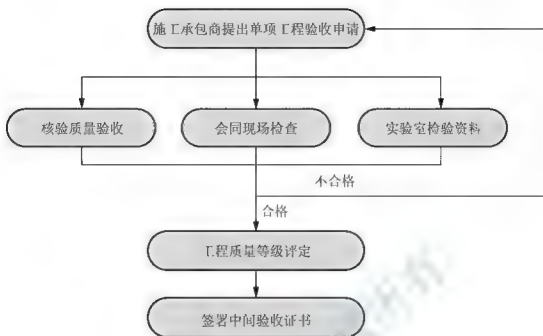 施工承包商提出单项工程验收申请
核验质量验收
会同现场检查
实验室检验资料
不合格
合格
工程质量等级评定
签署中间验收证书